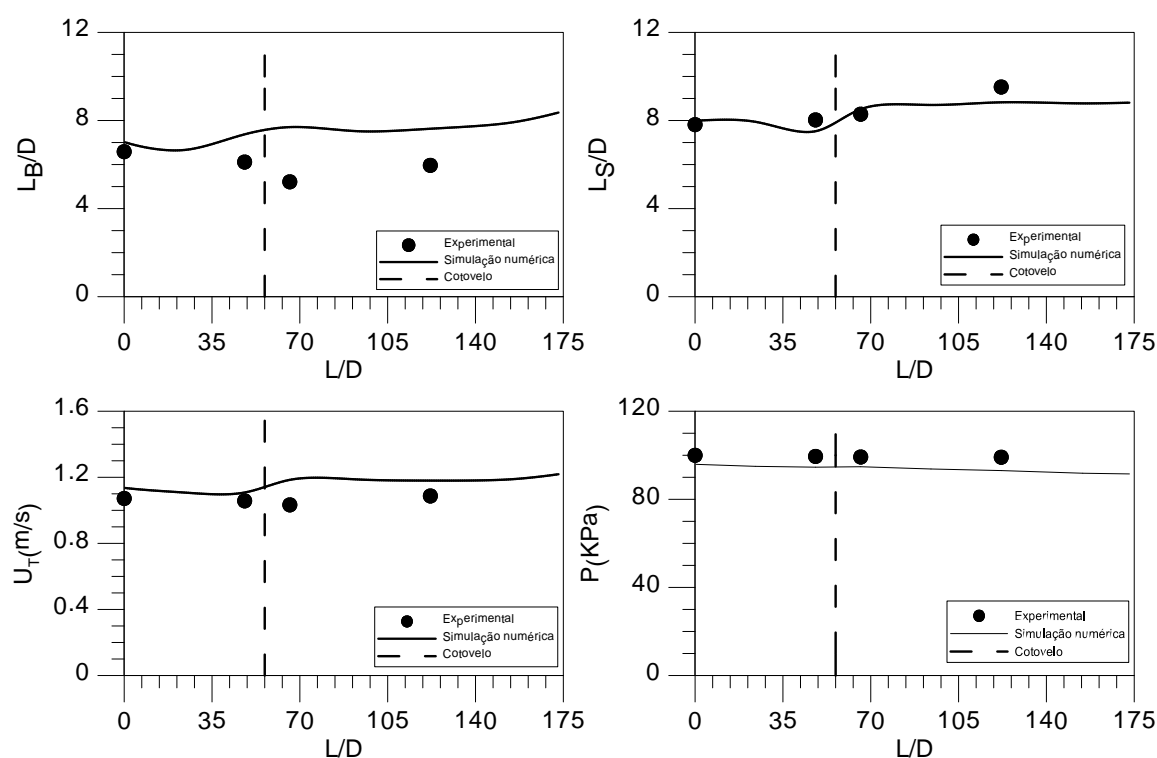 12
8
4
0
L_B/D
Experimental
Simulação numérica
Cotovelo
0 35 70 105 140 175
L/D
12
8
4
0
L_S/D
Experimental
Simulação numérica
Cotovelo
0 35 70 105 140 175
L/D
1.6
1.2
0.8
0.4
0
U_T(m/s)
Experimental
Simulação numérica
Cotovelo
0 35 70 105 140 175
L/D
120
80
40
0
P(KPa)
Experimental
Simulação numérica
Cotovelo
0 35 70 105 140 175
L/D